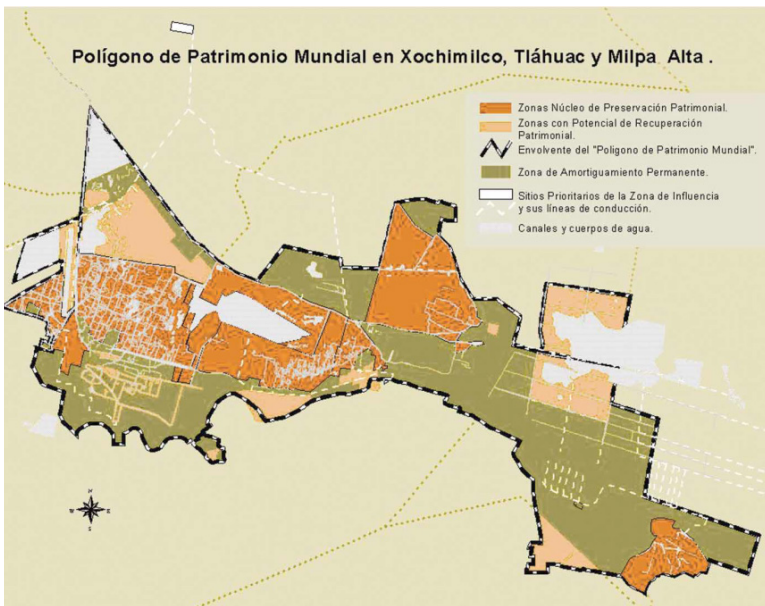 Polígono de Patrimonio Mundial en Xochimilco, Tláhuac y Milpa Alta .
Zonas Núcleo de Preservación Patrimonial.
Zonas con Potencial de Recuperación
Patrimonial.
Envolvente del "Poligono de Patrimonio Mundial".
Zona de Amortiguamiento Permanente.
Sitios Prioritarios de la Zona de Influencia
y sus líneas de conducción.
Canales y cuerpos de agua.